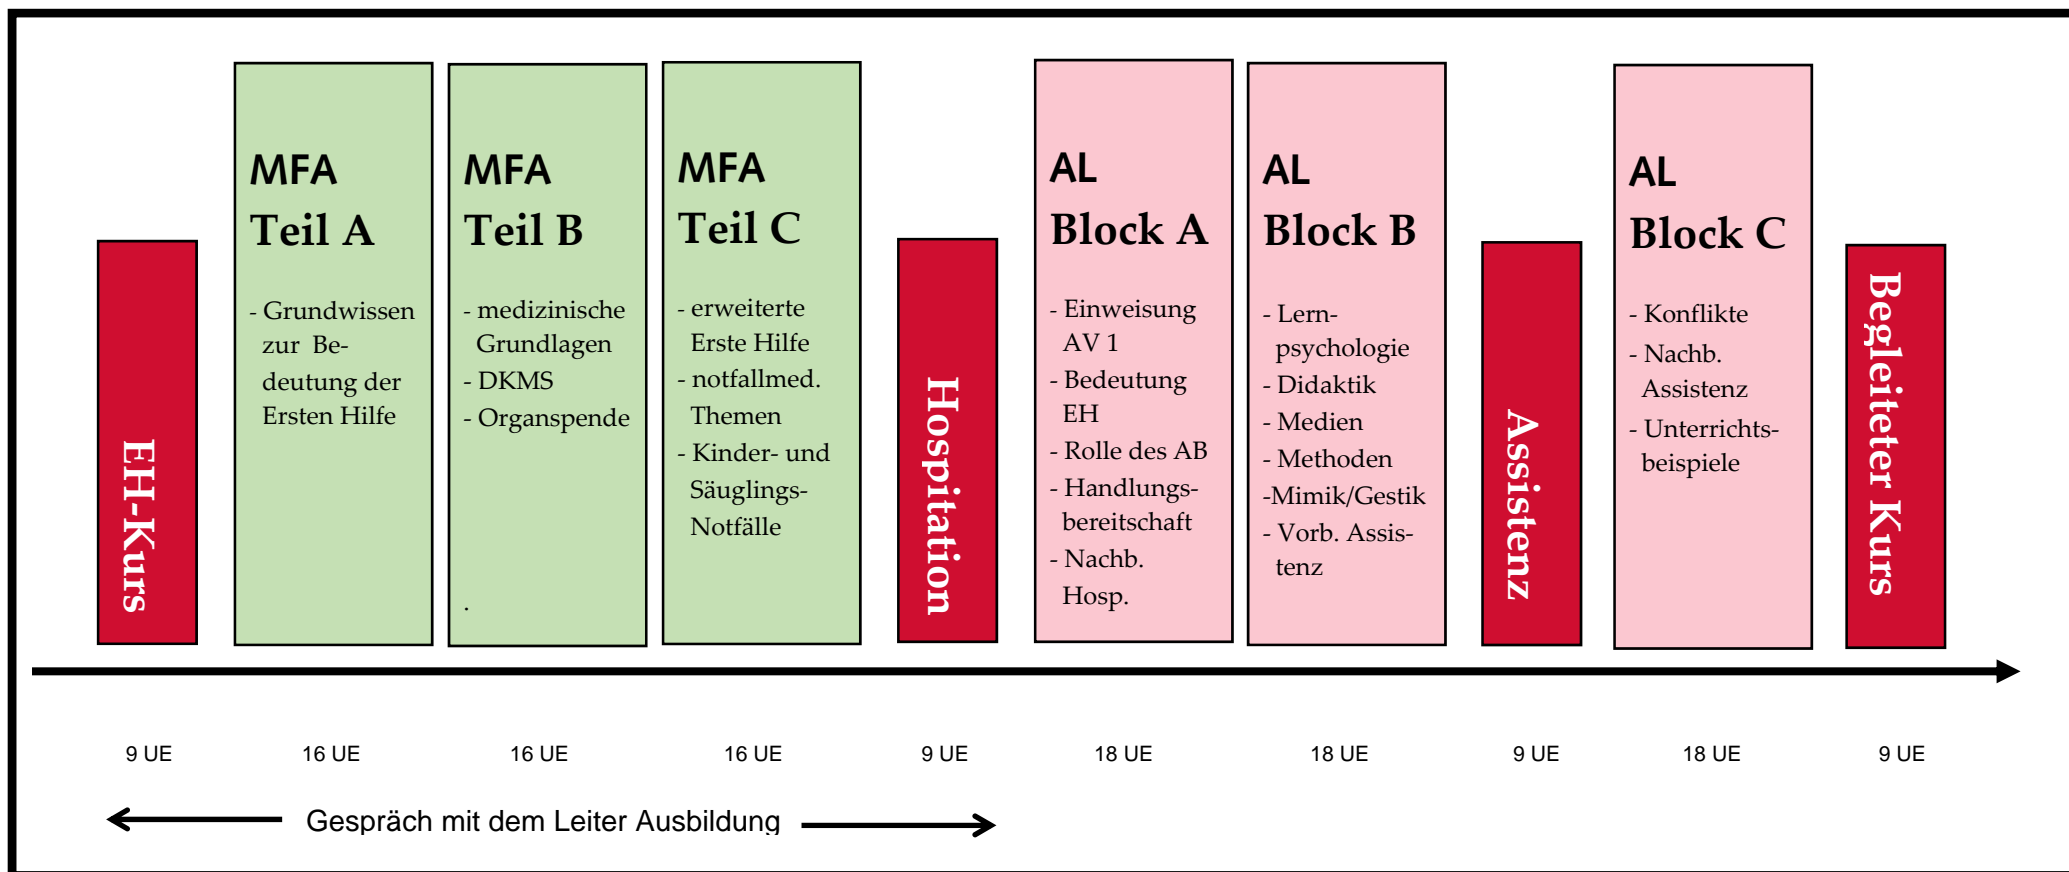 EH-Kurs
MFA
Teil A
- Grundwissen
zur Be-
deutung der
Ersten Hilfe
MFA
Teil B
- medizinische
Grundlagen
- DKMS
- Organspende
.
MFA
Teil C
- erweiterte
Erste Hilfe
- notfallmed.
Themen
- Kinder- und
Säuglings-
Notfälle
Hospitation
AL
Block A
- Einweisung
AV 1
- Bedeutung
EH
- Rolle des AB
- Handlungs-
bereitschaft
- Nachb.
Hosp.
AL
Block B
- Lern-
psychologie
- Didaktik
- Medien
- Methoden
-Mimik/Gestik
- Vorb. Assis-
tenz
Assistenz
AL
Block C
- Konflikte
- Nachb.
Assistenz
- Unterrichts-
beispiele
Begleiteter Kurs
9 UE
16 UE
16 UE
16 UE
9 UE
18 UE
18 UE
9 UE
18 UE
9 UE
Gespräch mit dem Leiter Ausbildung